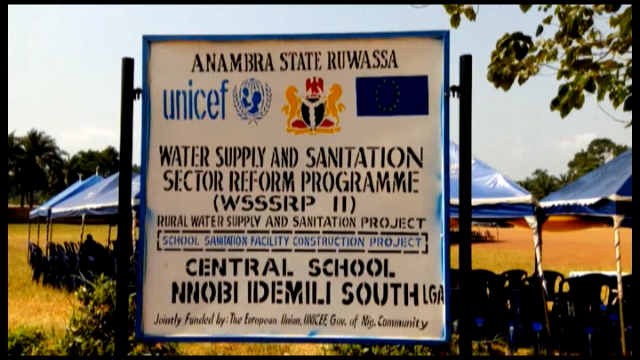 ANAMBRA STATE RUWASSA
unicef
WATER SUPPLY AND SANITATION
SECTOR REFORM PROGRAMME
(WSSSRP II)
RURAL WATER SUPPLY AND SANITATION PROJECT
SCHOOL SANITATION FACILITY CONSTRUCTION PROJECT
CENTRAL SCHOOL
NNOBI IDEMILI SOUTH LGA
Jointly Funded by: The European Union, UNICEF, Gov. of Nig. Community